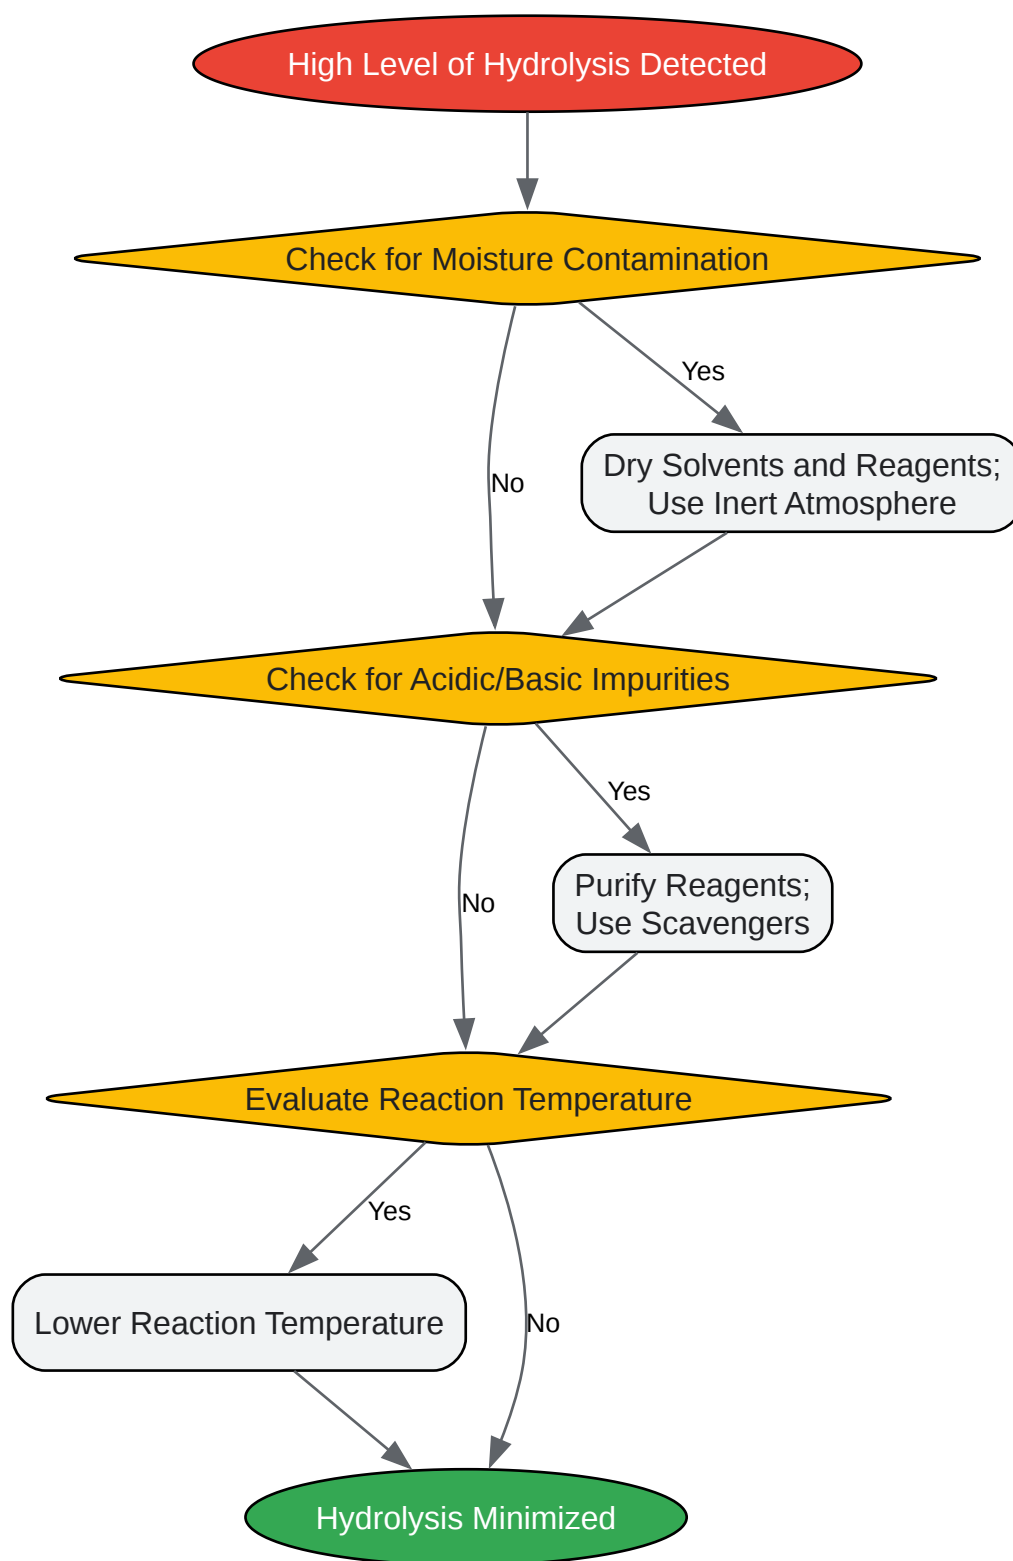 High Level of Hydrolysis Detected
Check for Moisture Contamination
Yes
Dry Solvents and Reagents;
Use Inert Atmosphere
No
Check for Acidic/Basic Impurities
Yes
Purify Reagents;
Use Scavengers
No
Evaluate Reaction Temperature
Yes
Lower Reaction Temperature
No
Hydrolysis Minimized